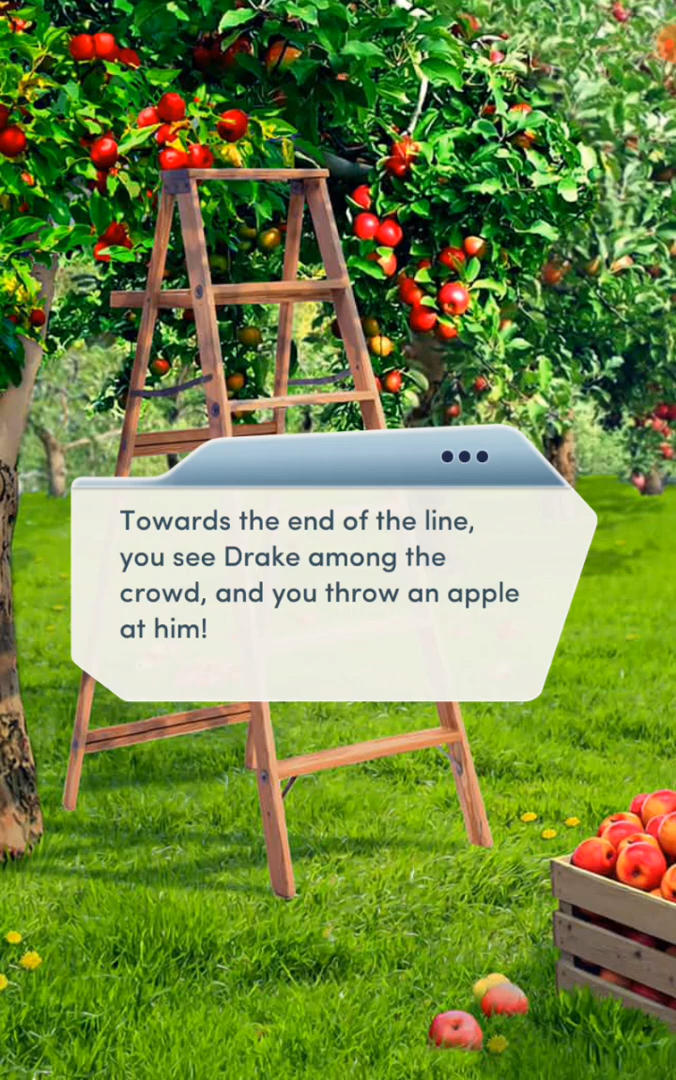 Towards the end of the line,
you see Drake among the
crowd, and you throw an apple
at him!